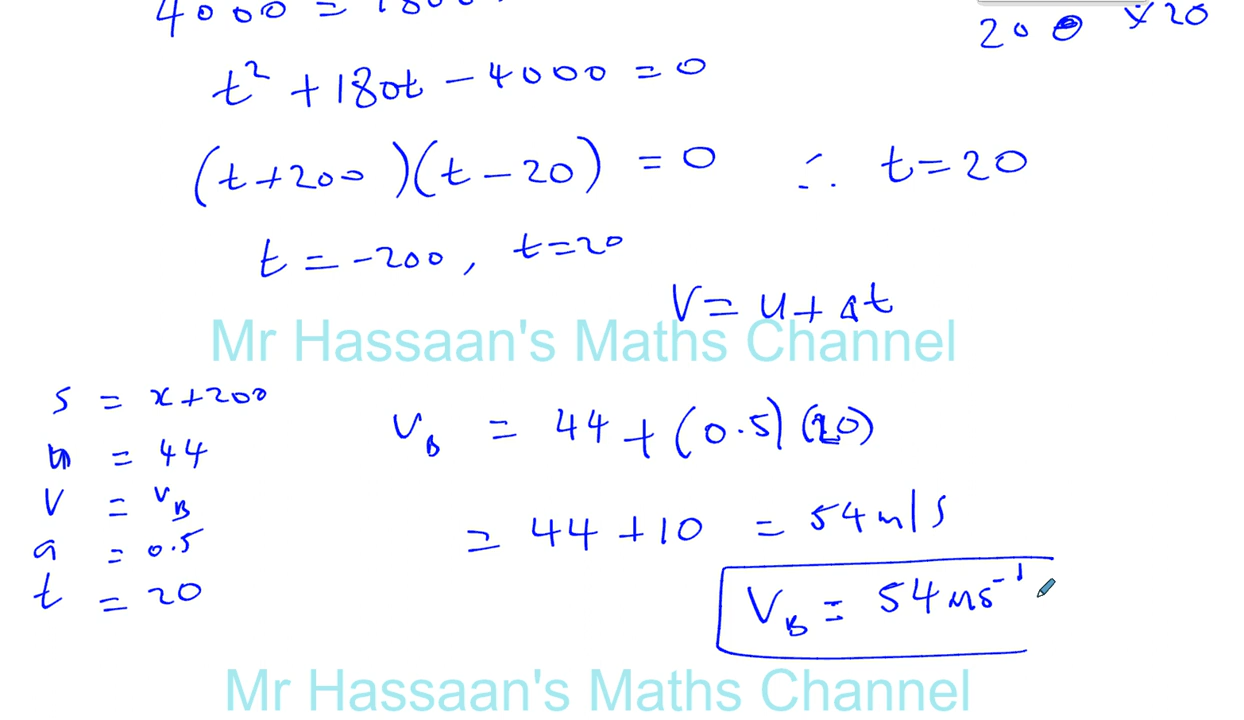 4000 = 180
200 × 20
t² + 180t − 4000 = 0
(t+200)(t−20) = 0 ∴ t=20
t = −200, t=20
V = u + at
Mr Hassaan's Maths Channel
s = x+200
u = 44
V = V_B
a = 0.5
t = 20
V_B = 44 + (0.5)(20)
= 44 + 10 = 54 m/s
V_B = 54 ms⁻¹
Mr Hassaan's Maths Channel